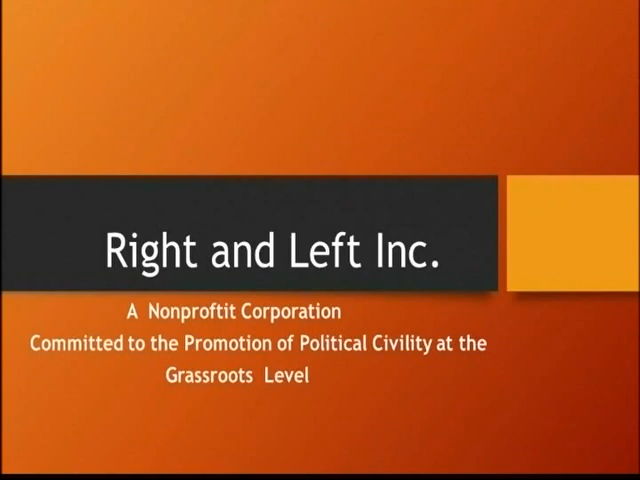 Right and Left Inc.
A Nonproftit Corporation
Committed to the Promotion of Political Civility at the
Grassroots Level